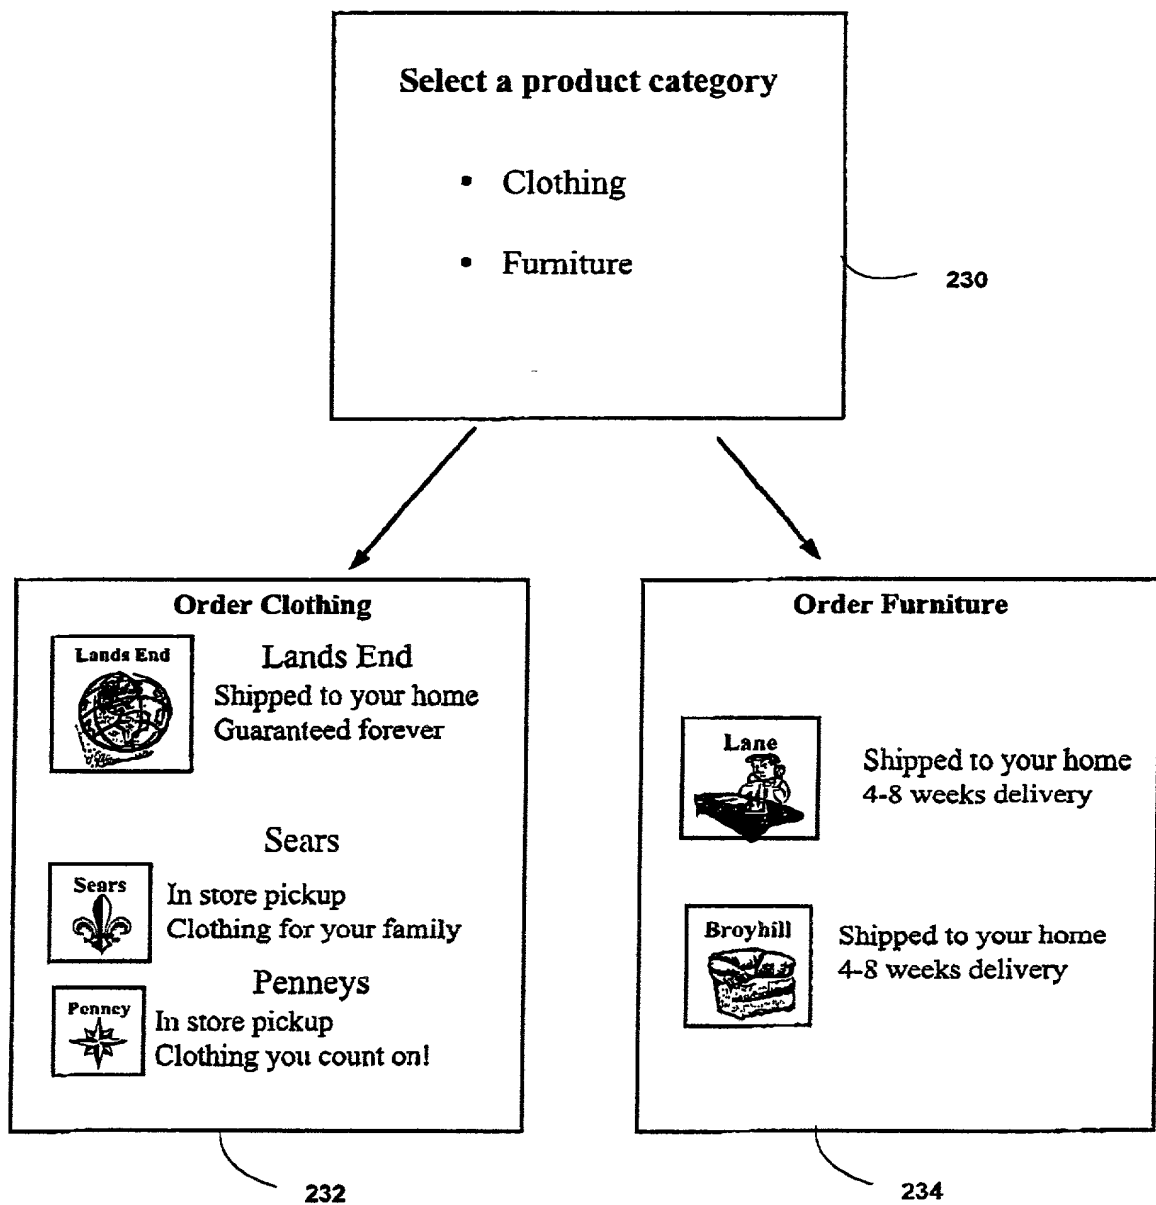 Select a product category
• Clothing
• Furniture
230
Order Clothing
Lands End
Lands End
Shipped to your home
Guaranteed forever
Sears
Sears
In store pickup
Clothing for your family
Penneys
Penney
In store pickup
Clothing you count on!
232
Order Furniture
Lane
Shipped to your home
4-8 weeks delivery
Broyhill
Shipped to your home
4-8 weeks delivery
234